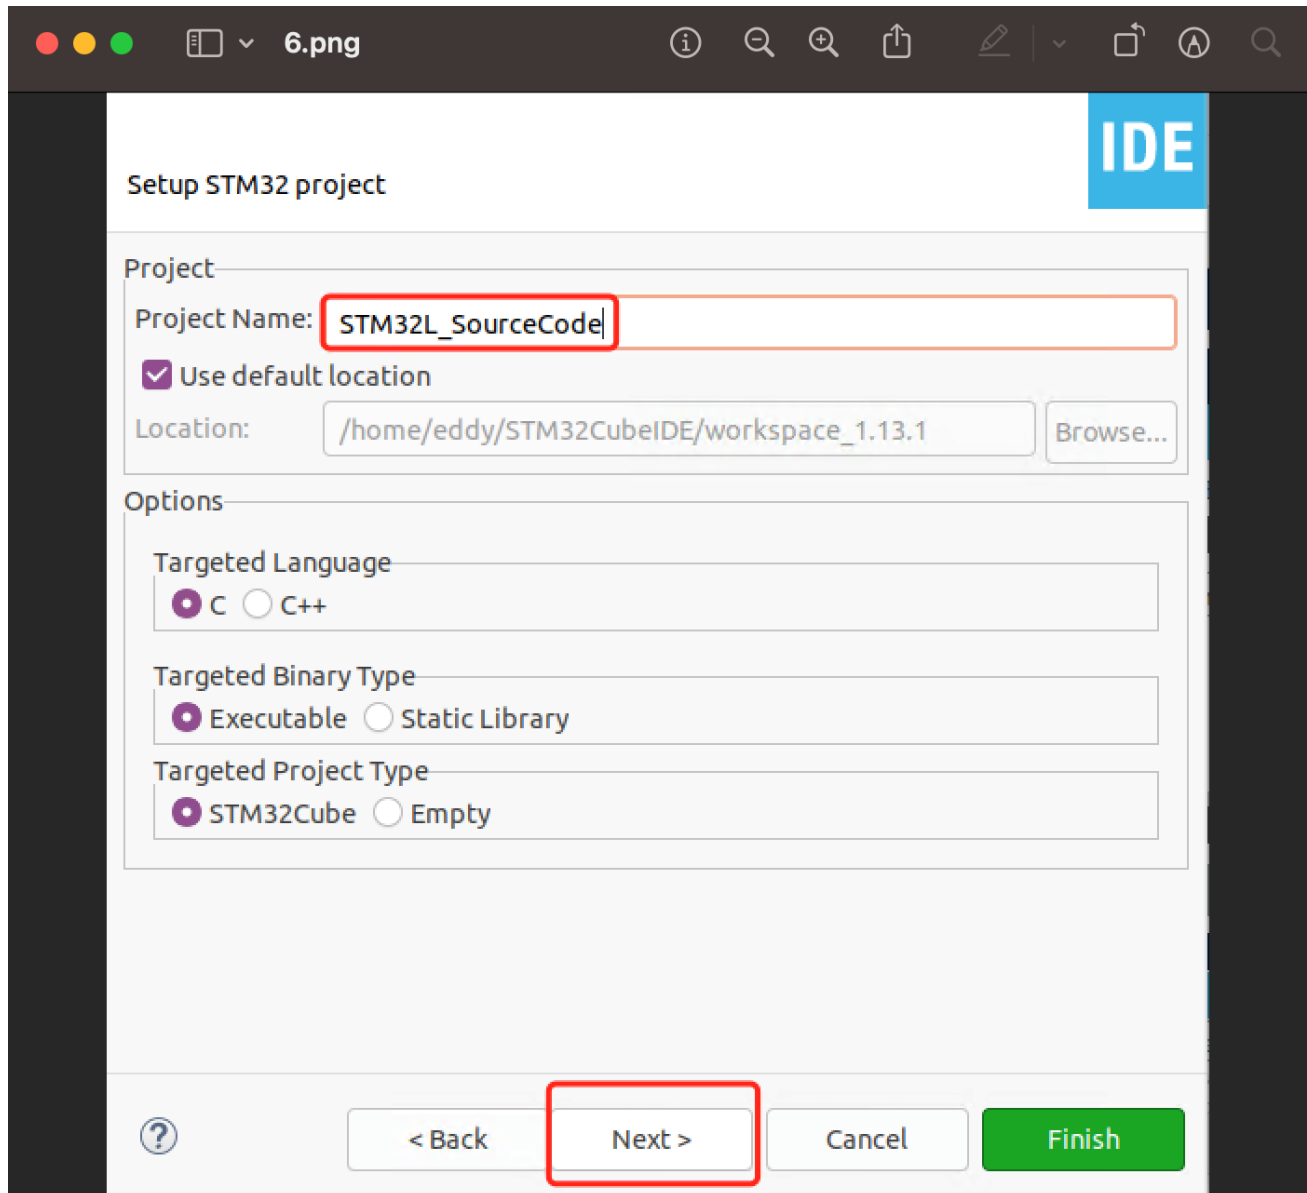 6.png
IDE
Setup STM32 project
Project
Project Name: STM32L_SourceCode
Use default location
Location: /home/eddy/STM32CubeIDE/workspace_1.13.1 Browse...
Options
Targeted Language
C C++
Targeted Binary Type
Executable Static Library
Targeted Project Type
STM32Cube Empty
? < Back Next > Cancel Finish